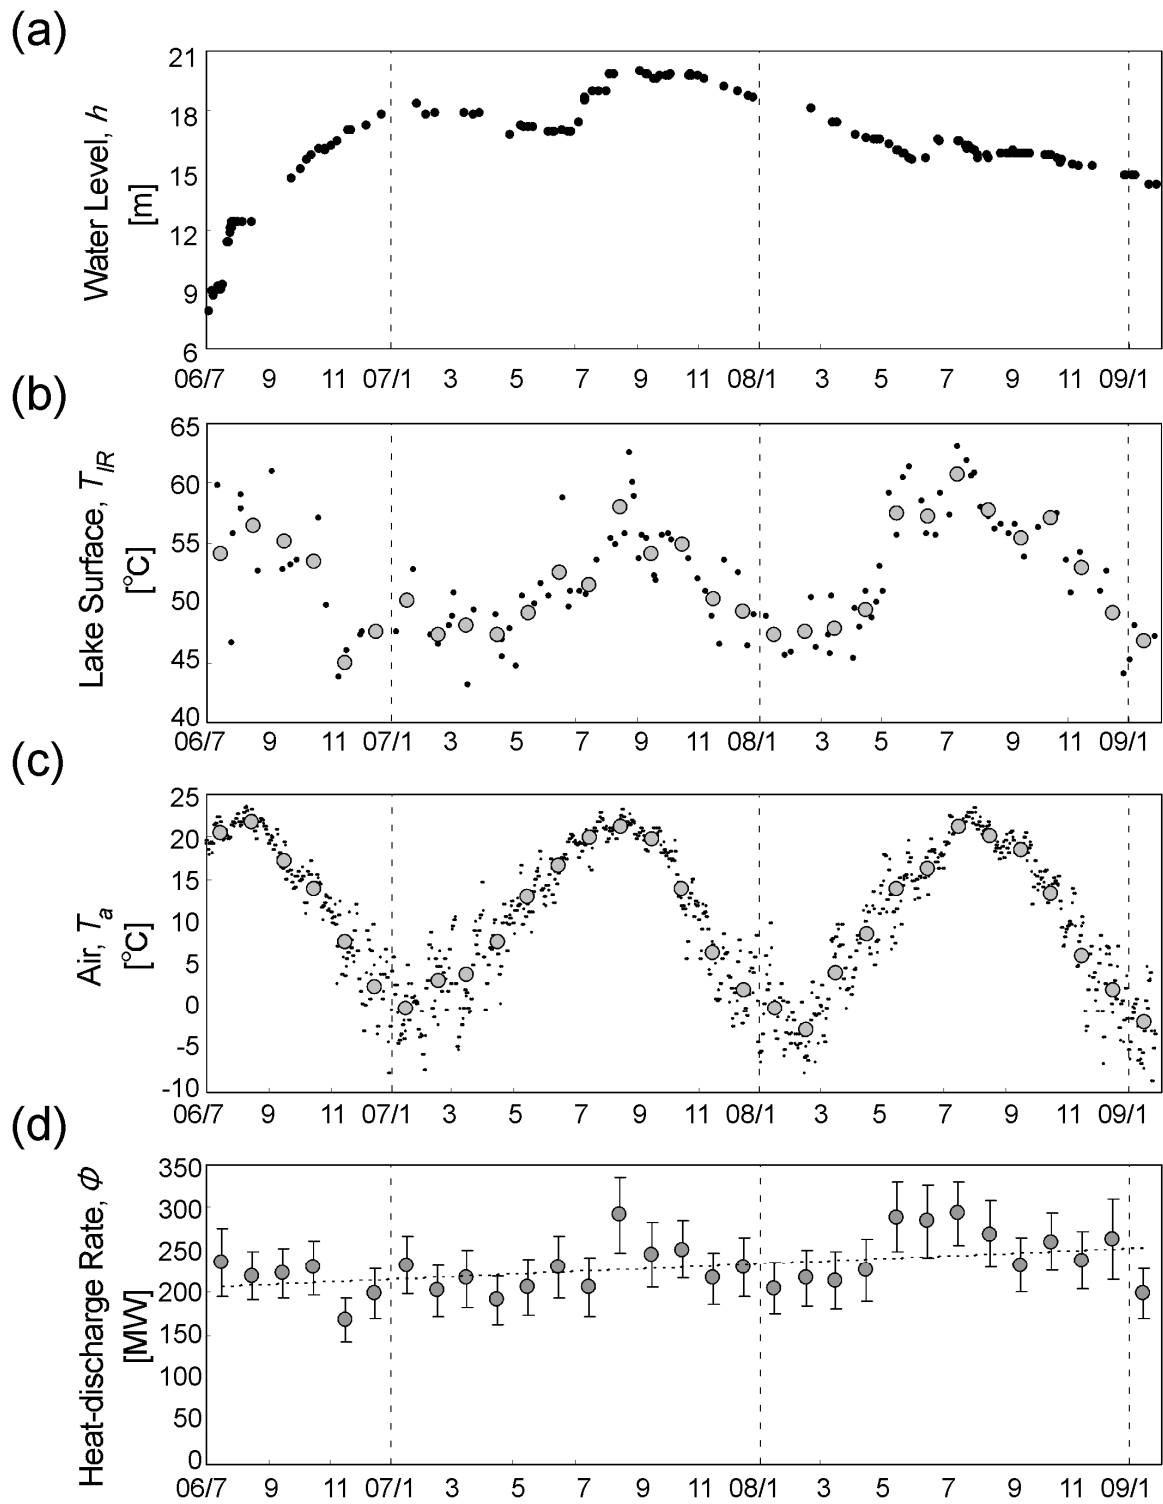 (a)
Water Level, h
[m]
21
18
15
12
9
6
06/7 9 11 07/1 3 5 7 9 11 08/1 3 5 7 9 11 09/1
(b)
Lake Surface, T_IR
[°C]
65
60
55
50
45
40
06/7 9 11 07/1 3 5 7 9 11 08/1 3 5 7 9 11 09/1
(c)
Air, T_a
[°C]
25
20
15
10
5
0
-5
-10
06/7 9 11 07/1 3 5 7 9 11 08/1 3 5 7 9 11 09/1
(d)
Heat-discharge Rate, Φ
[MW]
350
300
250
200
150
100
50
0
06/7 9 11 07/1 3 5 7 9 11 08/1 3 5 7 9 11 09/1